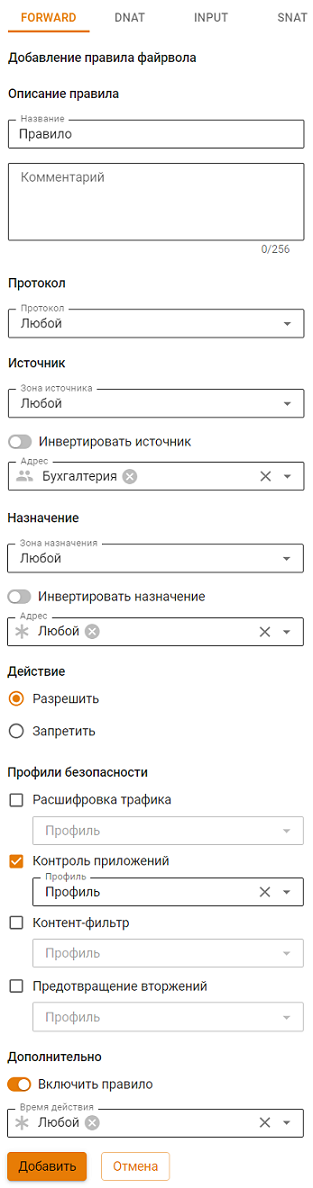 FORWARD DNAT INPUT SNAT
Добавление правила файрвола
Описание правила
Название
Правило
Комментарий
0/256
Протокол
Протокол
Любой
Источник
Зона источника
Любой
Инвертировать источник
Адрес
Бухгалтерия
Назначение
Зона назначения
Любой
Инвертировать назначение
Адрес
Любой
Действие
Разрешить
Запретить
Профили безопасности
Расшифровка трафика
Профиль
Контроль приложений
Профиль
Профиль
Контент-фильтр
Профиль
Предотвращение вторжений
Профиль
Дополнительно
Включить правило
Время действия
Любой
Добавить Отмена